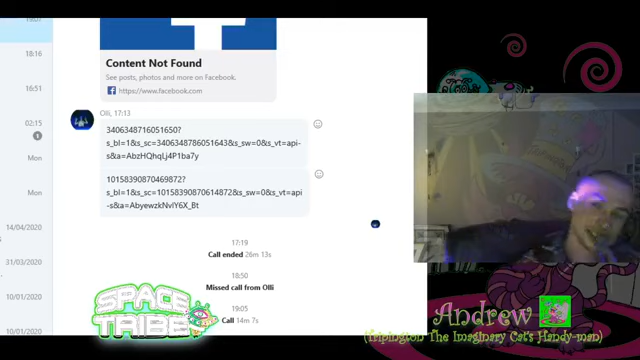 19:07
18:16
16:51
02:15
1
Mon
Mon
14/04/2020
31/03/2020
10/01/2020
10/01/2020
Content Not Found
See posts, photos and more on Facebook.
https://www.facebook.com
Olli, 17:13
3406348716051650?
s_bl=1&s_sc=3406348786051643&s_sw=0&s_vt=api-
s&a=AbzHQhqLj4P1ba7y
10158390870469872?
s_bl=1&s_sc=10158390870614872&s_sw=0&s_vt=api
-s&a=AbyewzkNvlY6X_Bt
17:19
Call ended 26m 13s
18:50
Missed call from Olli
19:05
Call 14m 7s
SPACE
TRIBE
Andrew
(Tripington The Imaginary Cat's Handy-man)